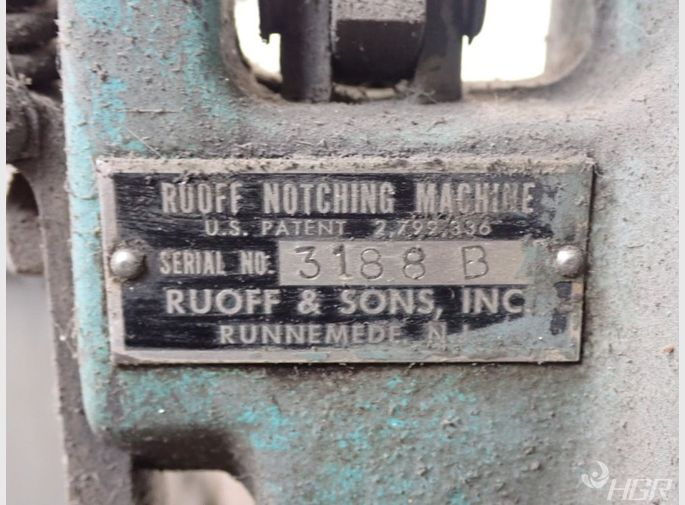 RUOFF NOTCHING MACHINE
U.S. PATENT 2,799,336
SERIAL NO. 3188 B
RUOFF & SONS, INC.
RUNNEMEDE, N.J.
HGR